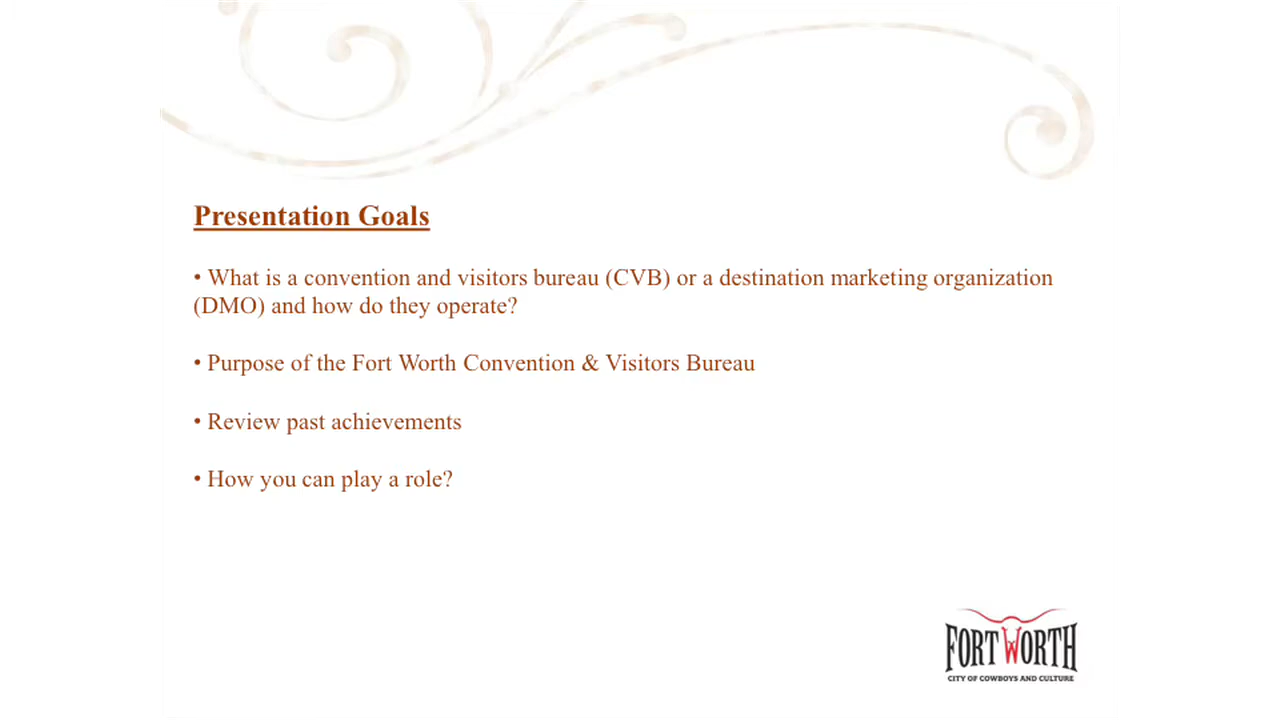 Presentation Goals
• What is a convention and visitors bureau (CVB) or a destination marketing organization
(DMO) and how do they operate?
• Purpose of the Fort Worth Convention & Visitors Bureau
• Review past achievements
• How you can play a role?
FORT WORTH
CITY OF COWBOYS AND CULTURE